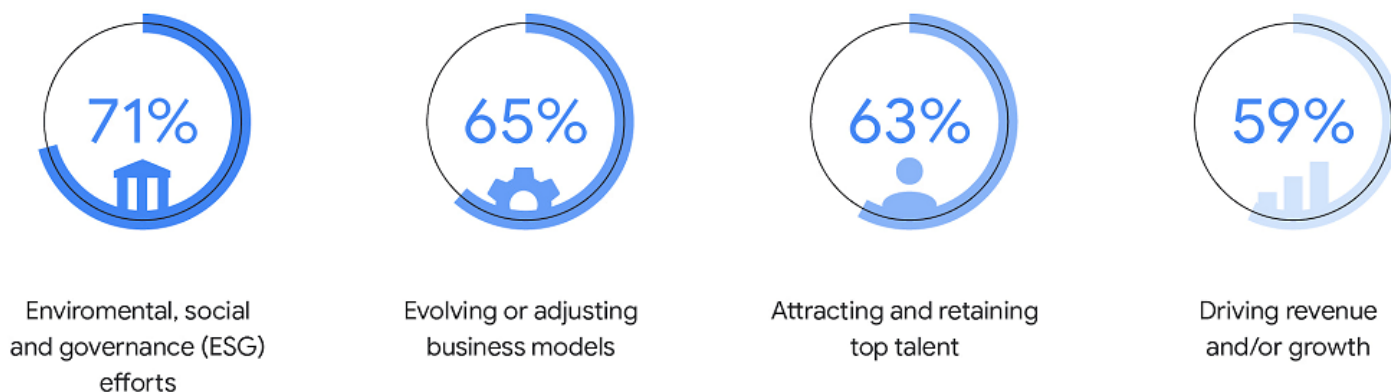 71%
65%
63%
59%
Enviromental, social
and governance (ESG)
efforts
Evolving or adjusting
business models
Attracting and retaining
top talent
Driving revenue
and/or growth